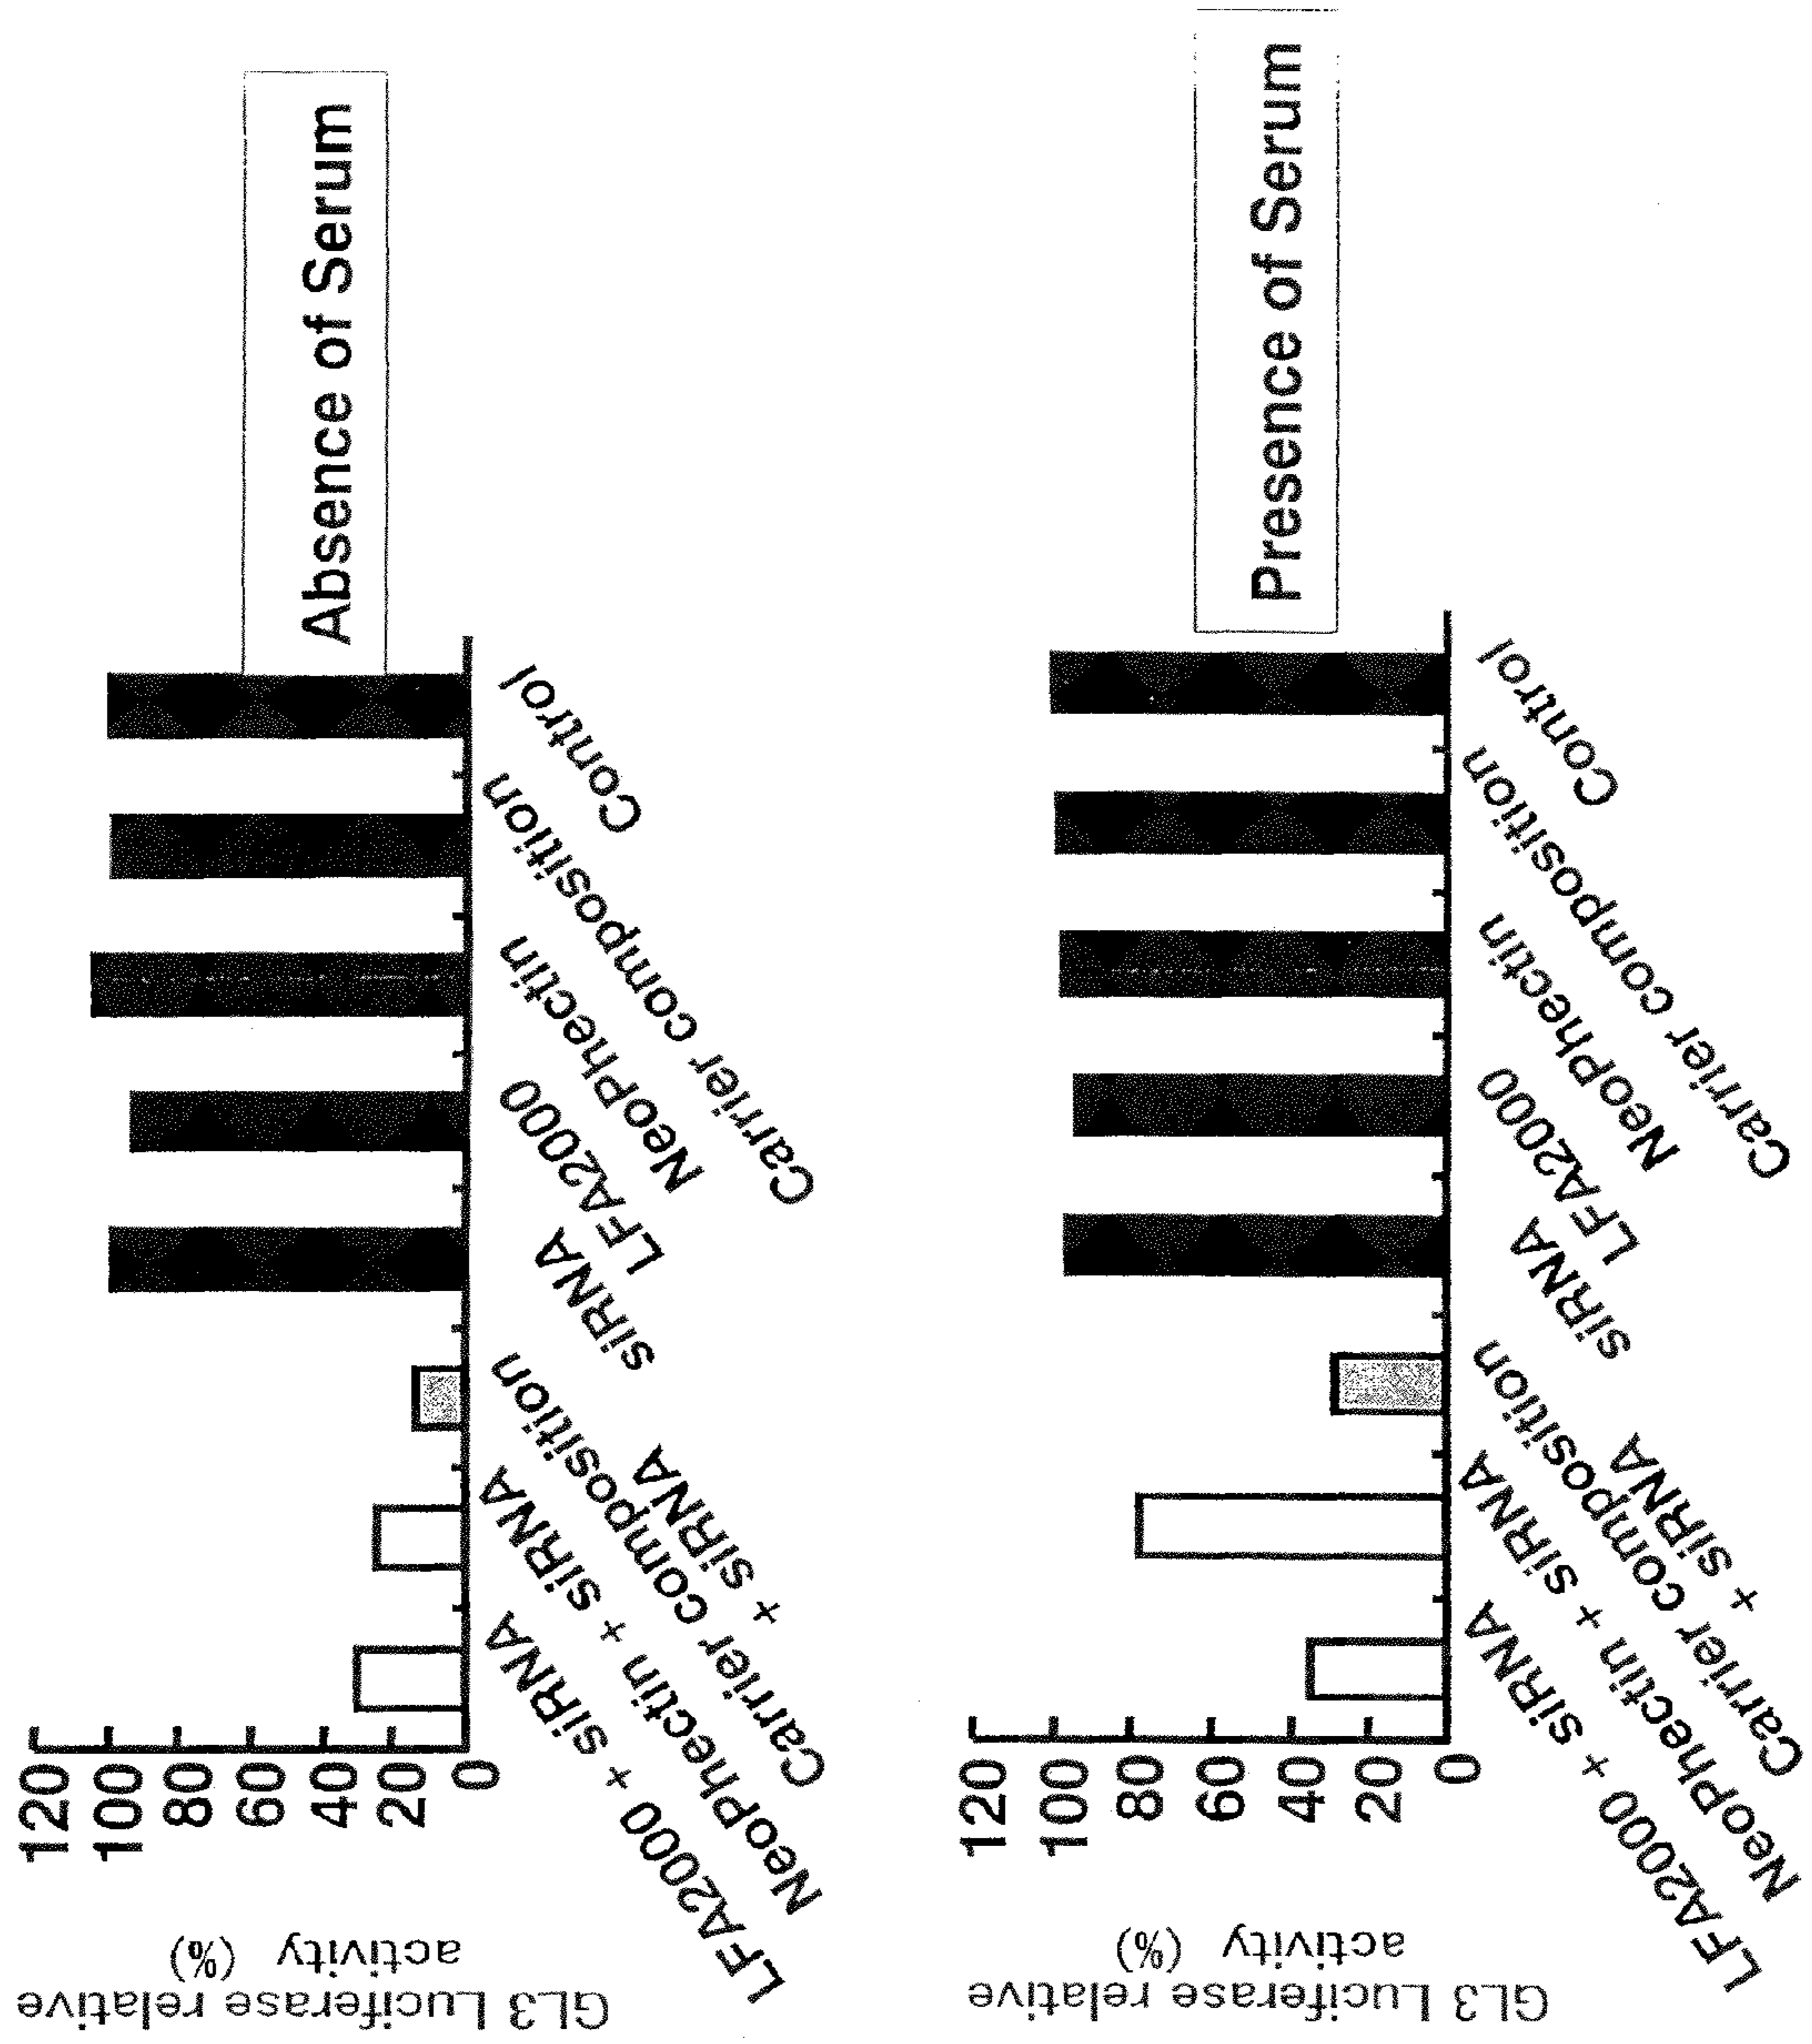 GL3 Luciferase relative
activity (%)
120
100
80
60
40
20
0
LFA2000 + siRNA
NeoPhectin + siRNA
Carrier composition
+ siRNA
siRNA
LFA2000
NeoPhectin
Carrier composition
Control
Absence of Serum
GL3 Luciferase relative
activity (%)
120
100
80
60
40
20
0
LFA2000 + siRNA
NeoPhectin + siRNA
Carrier composition
+ siRNA
siRNA
LFA2000
NeoPhectin
Carrier composition
Control
Presence of Serum